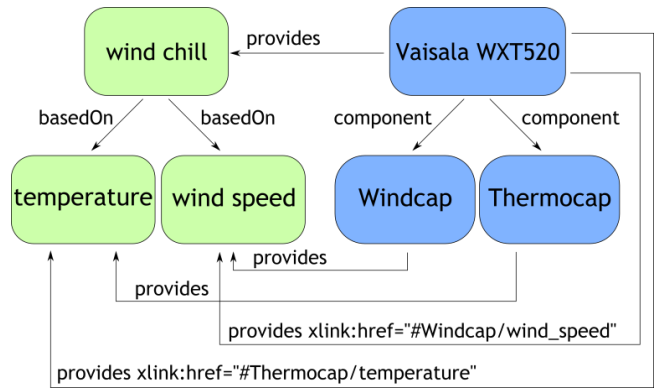 provides
wind chill
Vaisala WXT520
basedOn
basedOn
component
component
temperature
wind speed
Windcap
Thermocap
provides
provides
provides xlink:href="#Windcap/wind_speed"
provides xlink:href="#Thermocap/temperature"